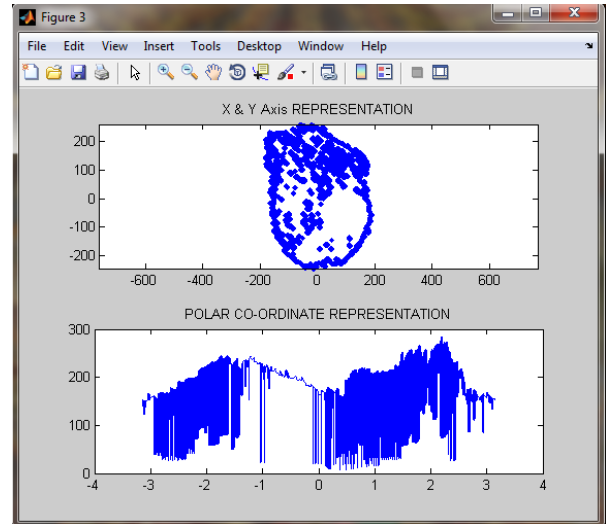 Figure 3
File Edit View Insert Tools Desktop Window Help
X & Y Axis REPRESENTATION
200
100
0
-100
-200
-600 -400 -200 0 200 400 600
POLAR CO-ORDINATE REPRESENTATION
300
200
100
0
-4 -3 -2 -1 0 1 2 3 4